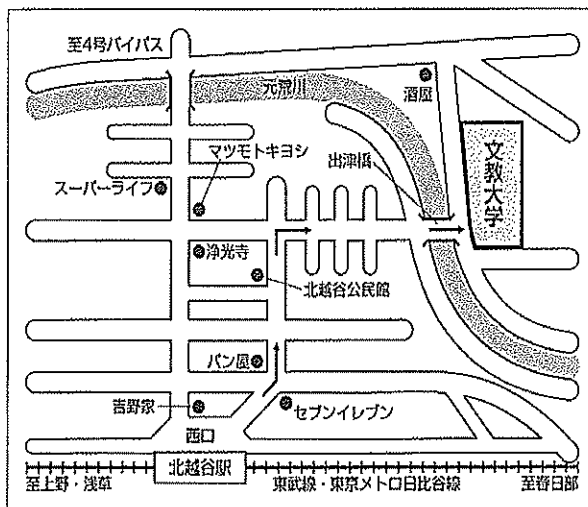 至4号バイパス
元荒川
酒屋
マツモトキヨシ
出津橋
文教大学
スーパーライフ
浄光寺
北越谷公民館
パン屋
吉野家
セブンイレブン
西口
北越谷駅
至上野・浅草
東武線・東京メトロ日比谷線
至春日部